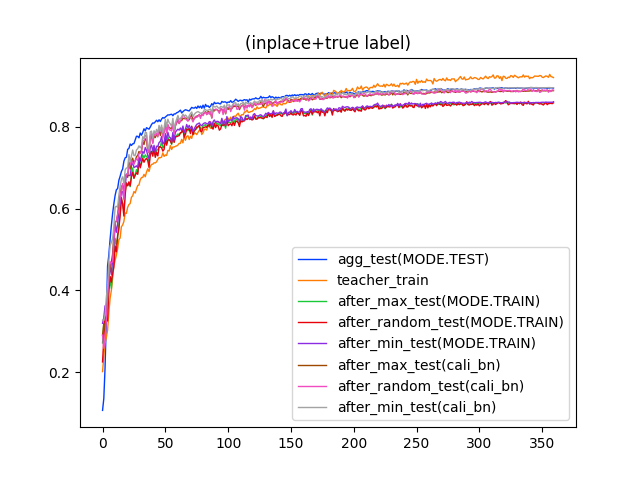 (inplace+true label)
0.8
0.6
0.4
0.2
agg_test(MODE.TEST)
teacher_train
after_max_test(MODE.TRAIN)
after_random_test(MODE.TRAIN)
after_min_test(MODE.TRAIN)
after_max_test(cali_bn)
after_random_test(cali_bn)
after_min_test(cali_bn)
0 50 100 150 200 250 300 350